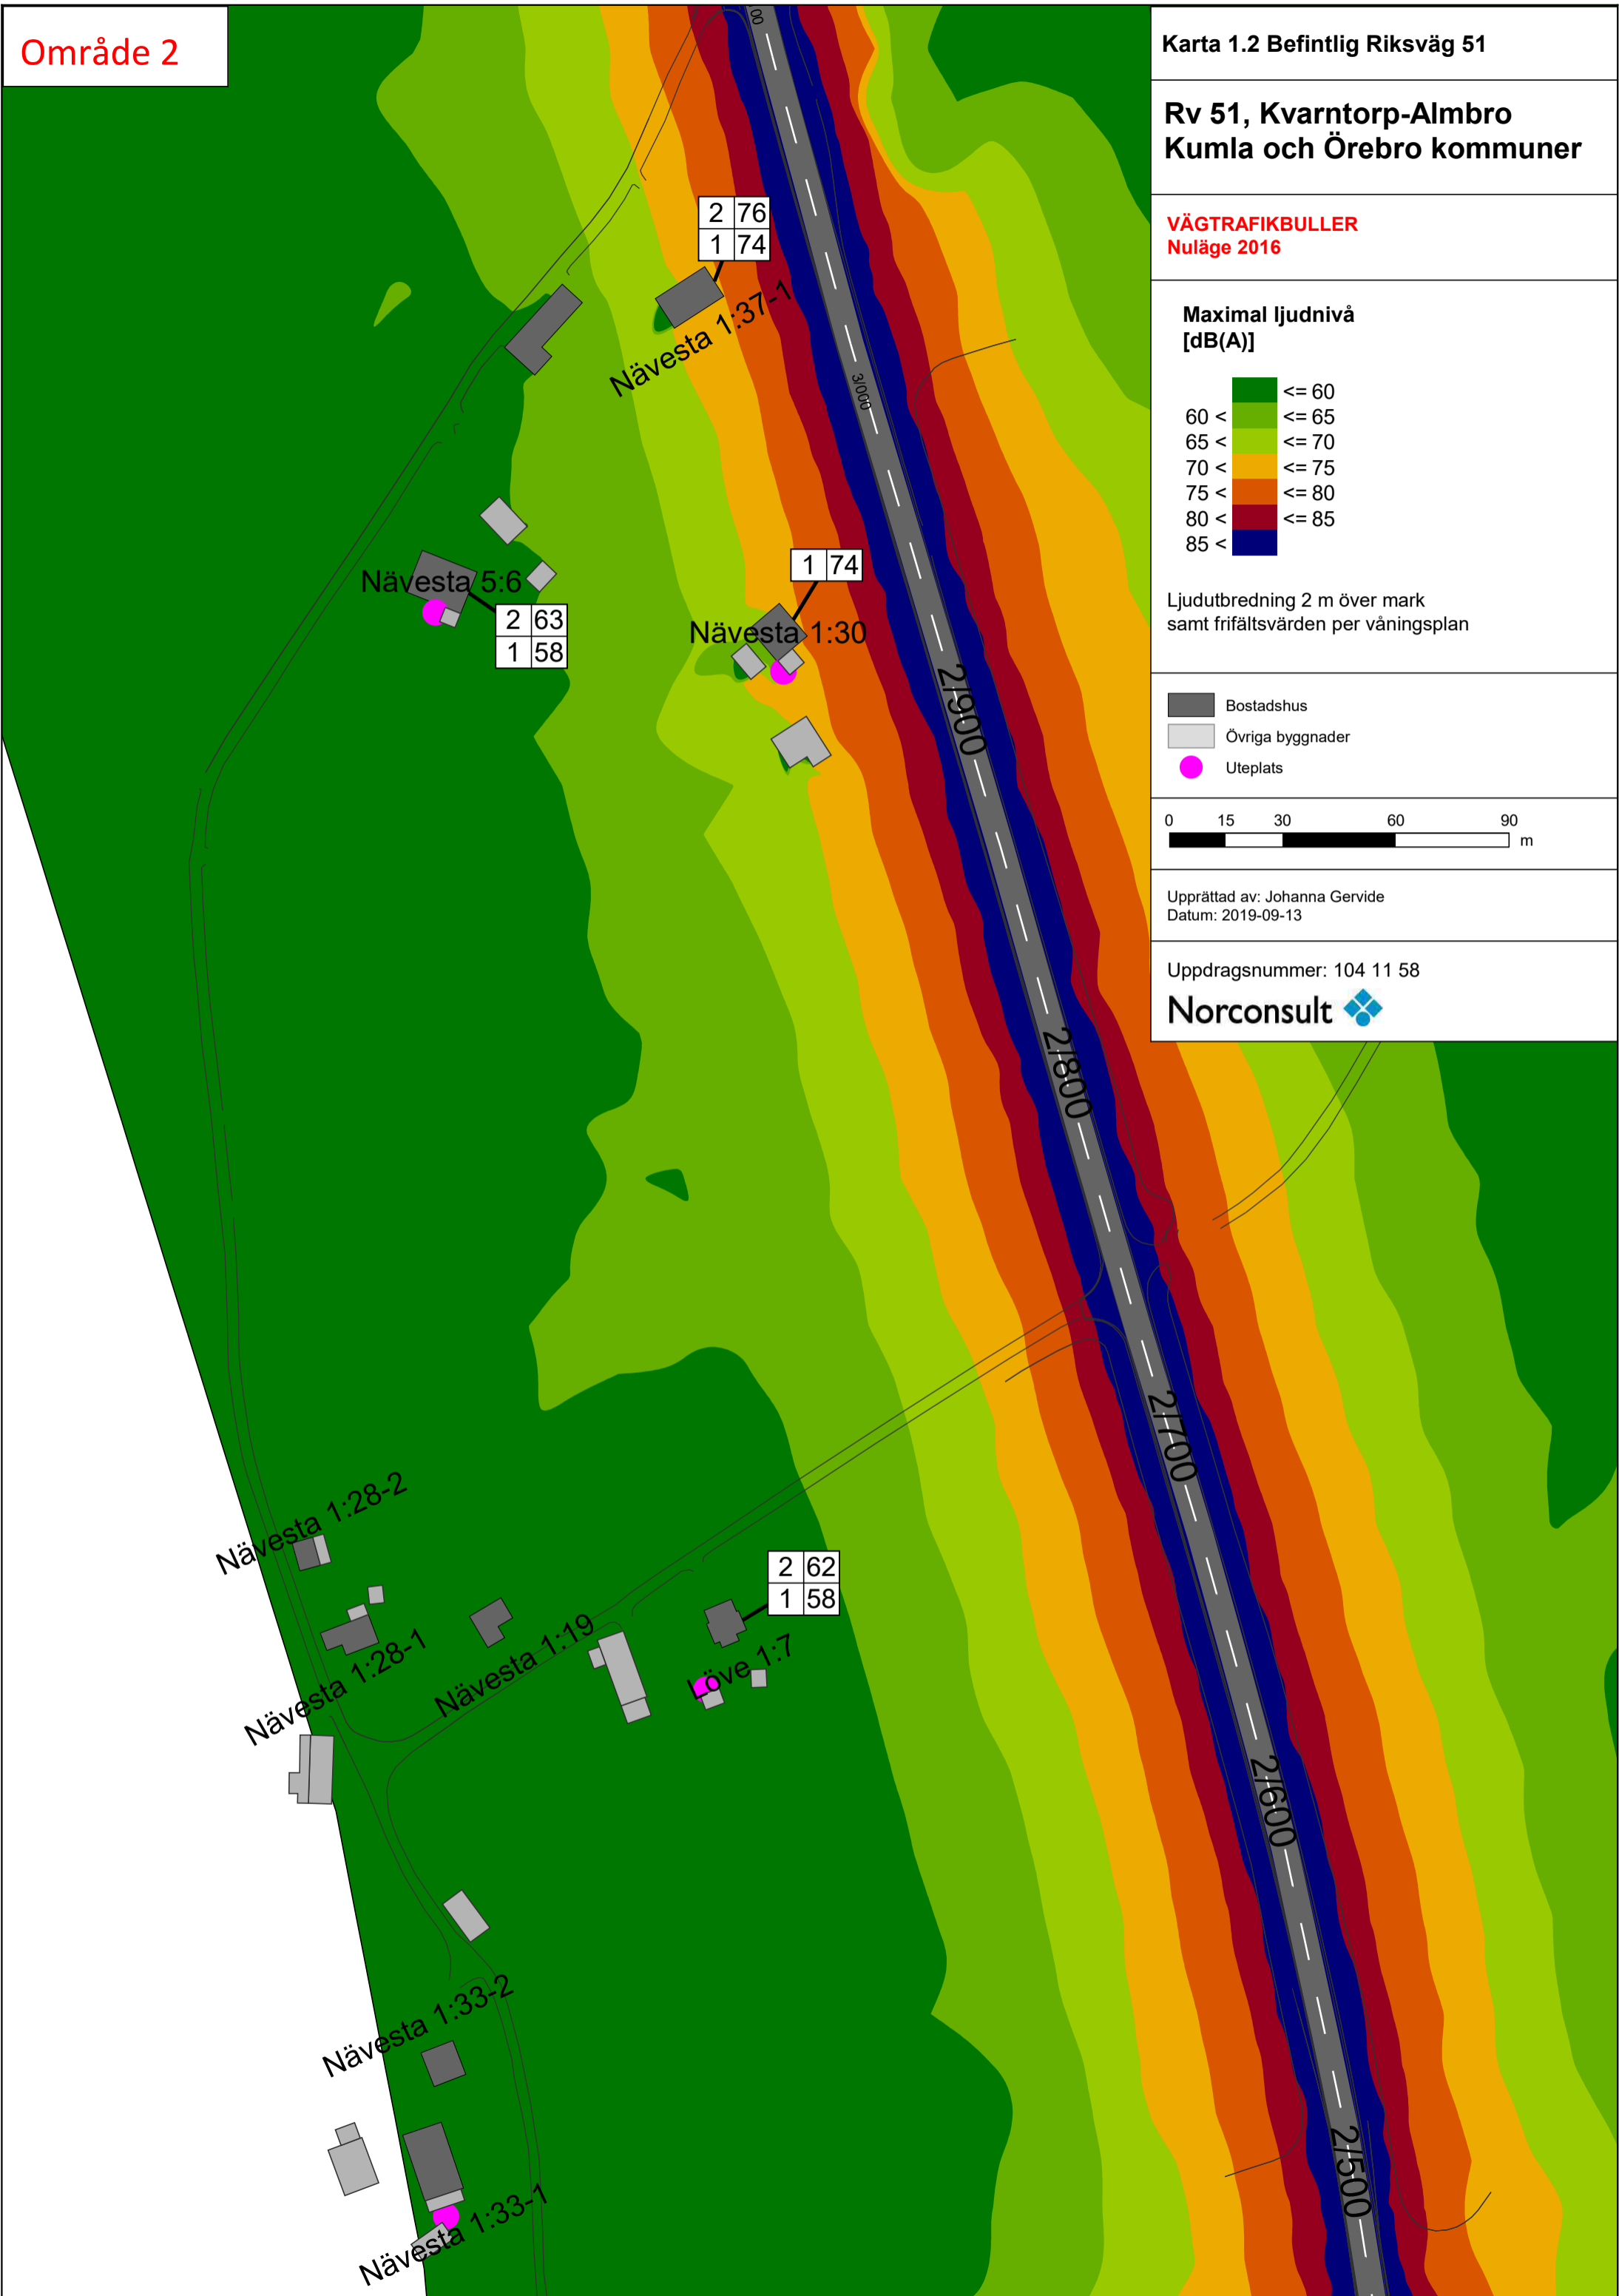 Område 2
Karta 1.2 Befintlig Riksväg 51
Rv 51, Kvarntorp-Almbro
Kumla och Örebro kommuner
VÄGTRAFIKBULLER
Nuläge 2016
Maximal ljudnivå
[dB(A)]
<= 60
60 < <= 65
65 < <= 70
70 < <= 75
75 < <= 80
80 < <= 85
85 <
Ljudutbredning 2 m över mark
samt frifältsvärden per våningsplan
Bostadshus
Övriga byggnader
Uteplats
0 15 30 60 90
m
Upprättad av: Johanna Gervide
Datum: 2019-09-13
Uppdragsnummer: 104 11 58
Norconsult
00
2 76
1 74
Nävesta 1:37-1
3/000
1 74
Nävesta 5:6
2 63
1 58
Nävesta 1:30
2/900
2/800
2/700
Nävesta 1:28-2
2 62
1 58
Nävesta 1:28-1
Nävesta 1:19
Löve 1:7
2/600
Nävesta 1:33-2
2/500
Nävesta 1:33-1